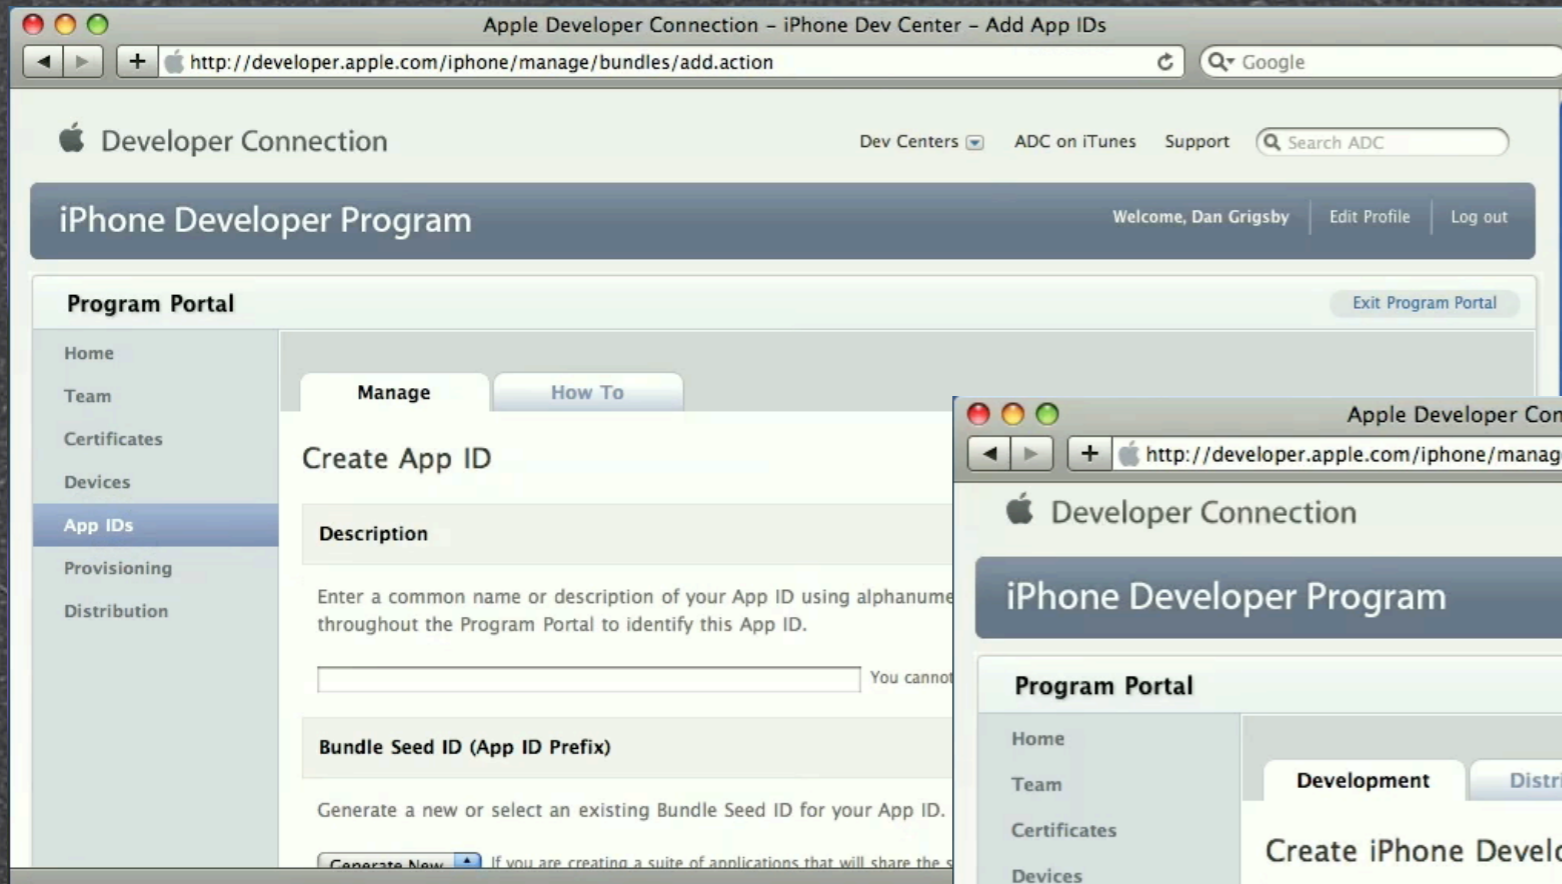 Apple Developer Connection – iPhone Dev Center – Add App IDs
http://developer.apple.com/iphone/manage/bundles/add.action
Google
Developer Connection
Dev Centers
ADC on iTunes
Support
Search ADC
iPhone Developer Program
Welcome, Dan Grigsby
Edit Profile
Log out
Program Portal
Exit Program Portal
Home
Team
Certificates
Devices
App IDs
Provisioning
Distribution
Manage
How To
Create App ID
Description
Enter a common name or description of your App ID using alphanume
throughout the Program Portal to identify this App ID.
You cannot
Bundle Seed ID (App ID Prefix)
Generate a new or select an existing Bundle Seed ID for your App ID.
Generate New
If you are creating a suite of applications that will share the s
Apple Developer Con
http://developer.apple.com/iphone/manag
Developer Connection
iPhone Developer Program
Program Portal
Home
Team
Certificates
Devices
Development
Distri
Create iPhone Develo